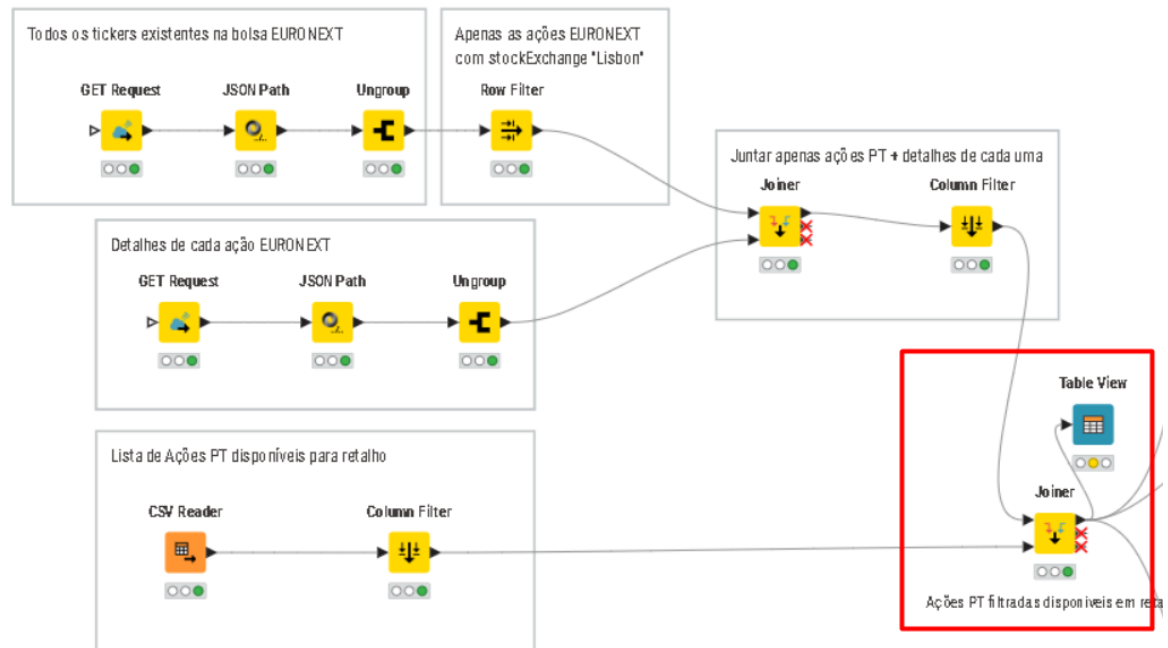 Todos os tickers existentes na bolsa EURONEXT
GET Request
JSON Path
Ungroup
Apenas as ações EURONEXT
com stockExchange "Lisbon"
Row Filter
Juntar apenas ações PT + detalhes de cada uma
Joiner
Column Filter
Detalhes de cada ação EURONEXT
GET Request
JSON Path
Ungroup
Table View
Lista de Ações PT disponíveis para retalho
CSV Reader
Column Filter
Joiner
Ações PT filtradas disponíveis em